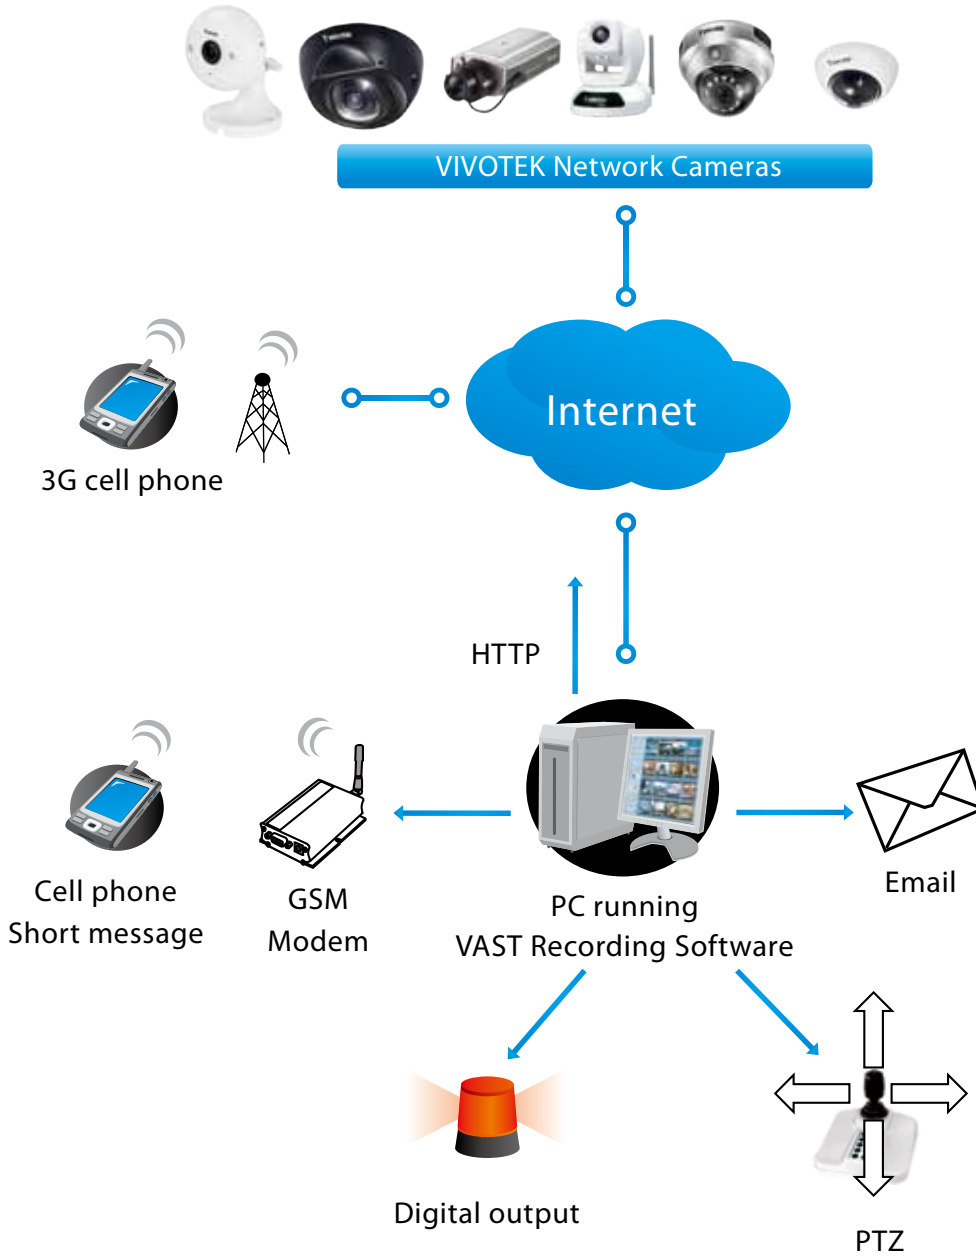 VIVOTEK Network Cameras
Internet
3G cell phone
HTTP
Cell phone
Short message
GSM
Modem
PC running
VAST Recording Software
Email
Digital output
PTZ